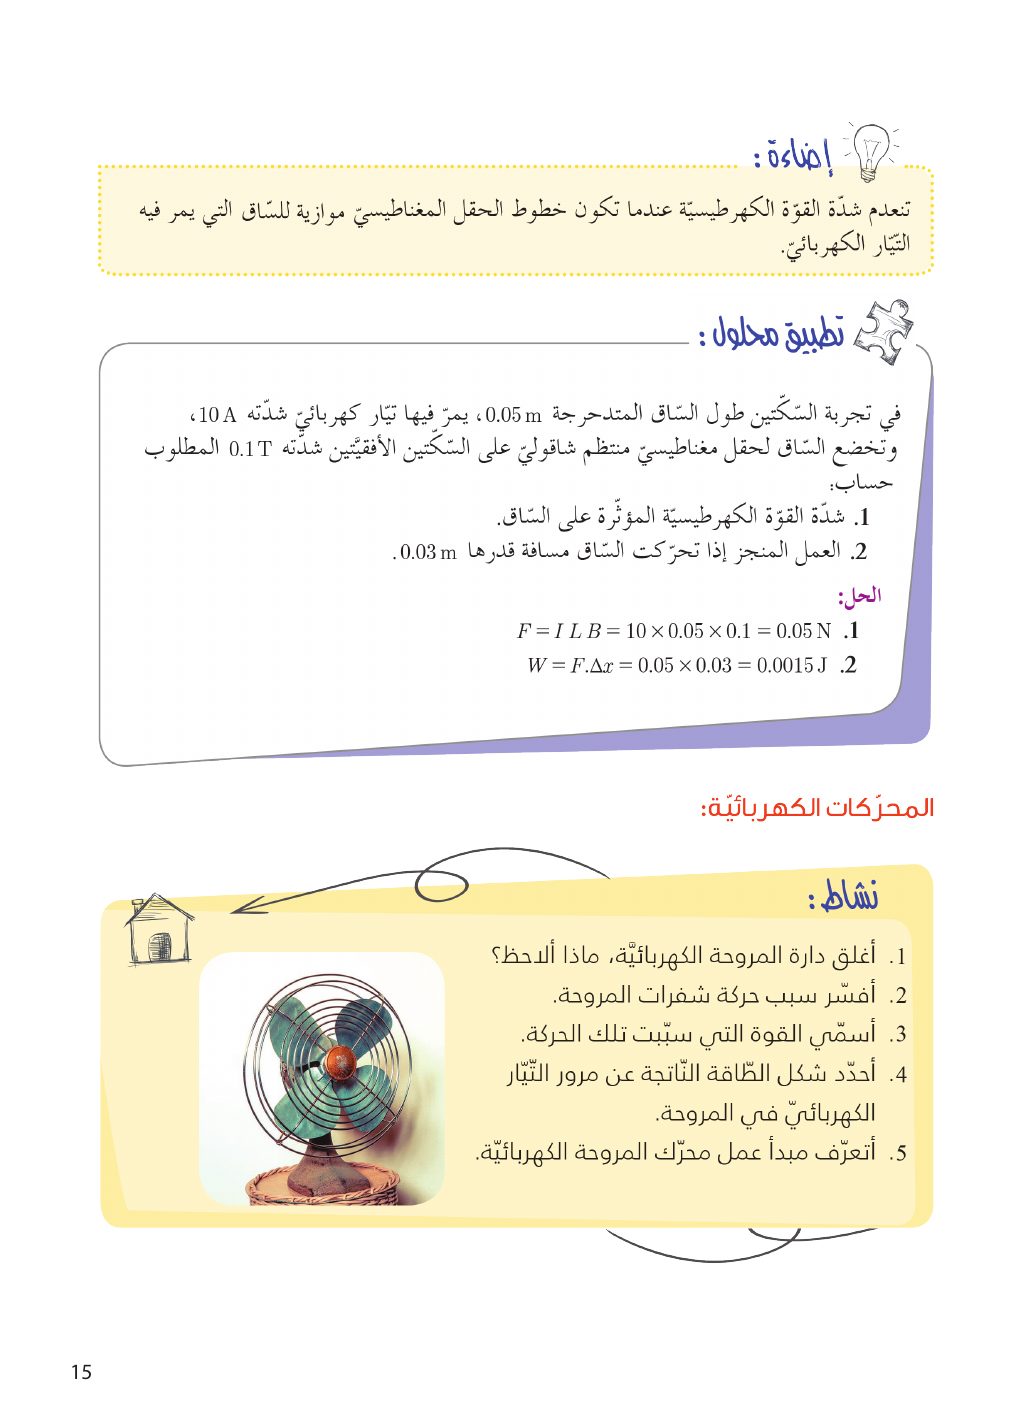 إضاءة :
تنعدم شدّة القوّة الكهرطيسيّة عندما تكون خطوط الحقل المغناطيسيّ موازية للسّاق التي يمر فيه
التّيّار الكهربائيّ.
تطبيق محلول :
في تجربة السّكّتين طول السّاق المتدحرجة 0.05 m، يمرّ فيها تيّار كهربائيّ شدّته 10 A،
وتخضع السّاق لحقل مغناطيسيّ منتظم شاقوليّ على السّكّتين الأفقيَّتين شدّته 0.1 T المطلوب
حساب:
1. شدّة القوّة الكهرطيسيّة المؤثّرة على السّاق.
2. العمل المنجز إذا تحرّكت السّاق مسافة قدرها 0.03 m.
الحل:
1. F = I L B = 10 × 0.05 × 0.1 = 0.05 N
2. W = F.Δx = 0.05 × 0.03 = 0.0015 J
المحرّكات الكهربائيّة:
نشاط :
1. أغلق دارة المروحة الكهربائيَّة، ماذا ألاحظ؟
2. أفسّر سبب حركة شفرات المروحة.
3. أسمّي القوة التي سبّبت تلك الحركة.
4. أحدّد شكل الطّاقة النّاتجة عن مرور التّيّار
الكهربائيّ في المروحة.
5. أتعرّف مبدأ عمل محرّك المروحة الكهربائيّة.
15